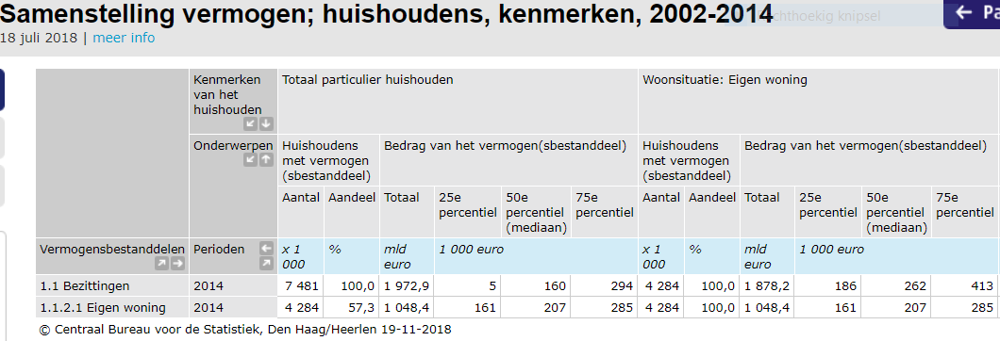 Samenstelling vermogen; huishoudens, kenmerken, 2002-2014
18 juli 2018 | meer info
Kenmerken van het huishouden Totaal particulier huishouden Woonsituatie: Eigen woning
Onderwerpen Huishoudens met vermogen (sbestanddeel) Bedrag van het vermogen(sbestanddeel) Huishoudens met vermogen (sbestanddeel) Bedrag van het vermogen(sbestanddeel)
Aantal Aandeel Totaal 25e percentiel 50e percentiel (mediaan) 75e percentiel Aantal Aandeel Totaal 25e percentiel 50e percentiel (mediaan) 75e percentiel
Vermogensbestanddelen Perioden x 1 000 % mld euro 1 000 euro x 1 000 % mld euro 1 000 euro
1.1 Bezittingen 2014 7 481 100,0 1 972,9 5 160 294 4 284 100,0 1 878,2 186 262 413
1.1.2.1 Eigen woning 2014 4 284 57,3 1 048,4 161 207 285 4 284 100,0 1 048,4 161 207 285
© Centraal Bureau voor de Statistiek, Den Haag/Heerlen 19-11-2018